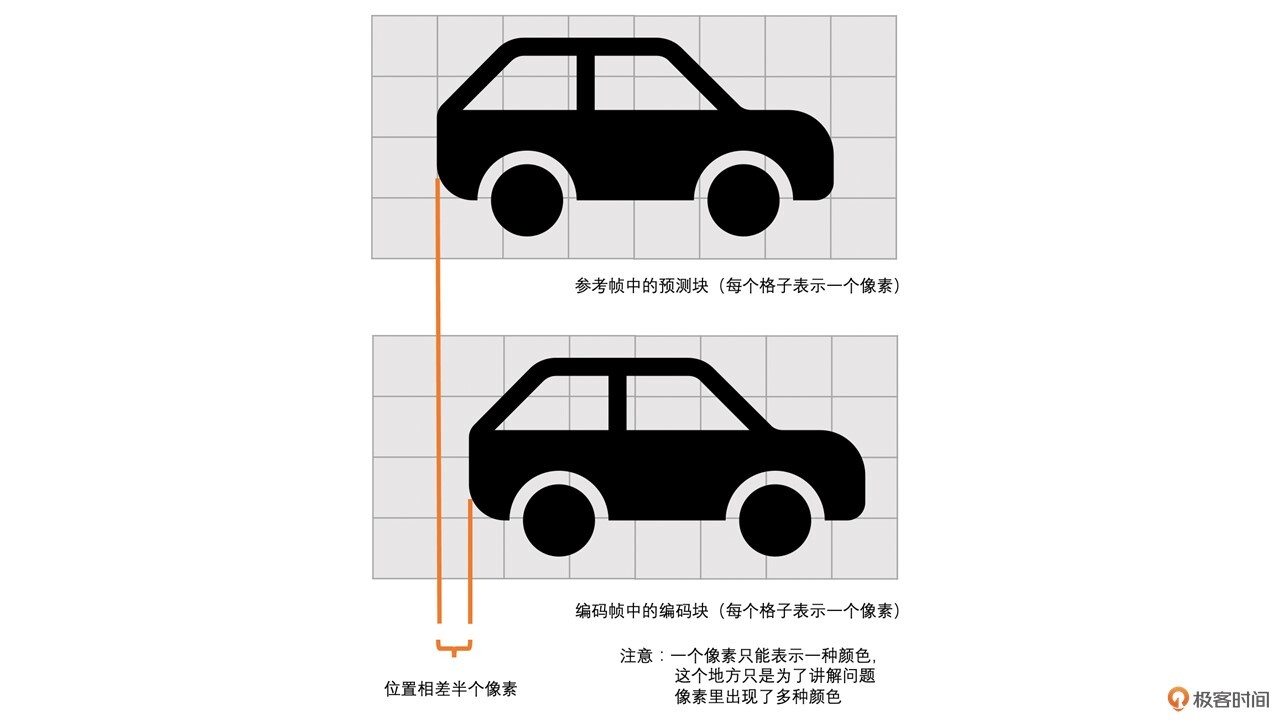 参考帧中的预测块（每个格子表示一个像素）
编码帧中的编码块（每个格子表示一个像素）
注意：一个像素只能表示一种颜色，
这个地方只是为了讲解问题
像素里出现了多种颜色
位置相差半个像素
极客时间